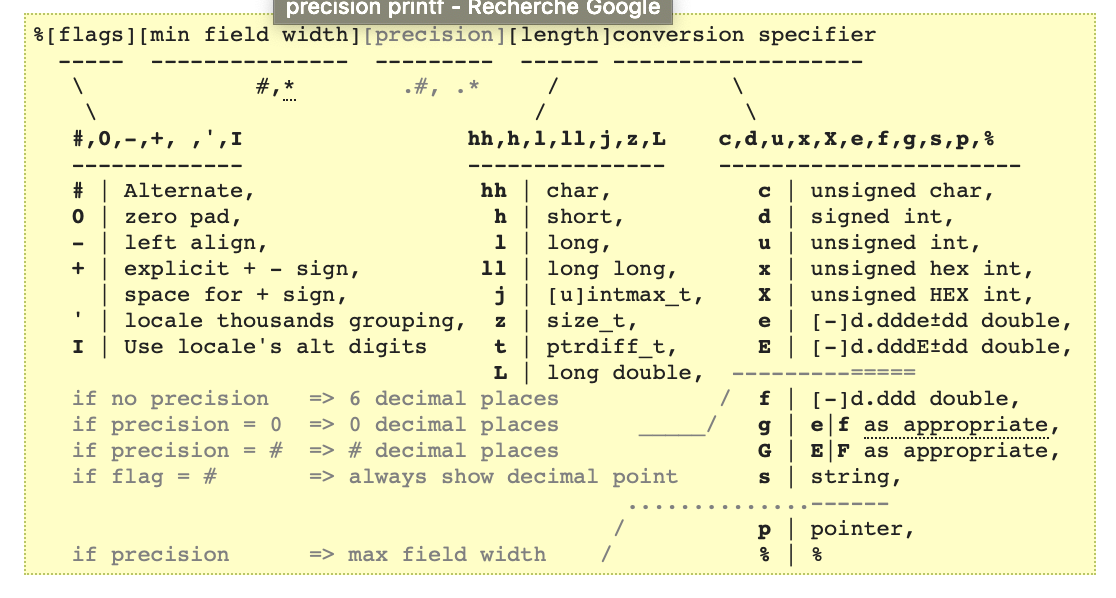 precision printf - Recherche Google
%[flags][min field width][precision][length]conversion specifier
  -----  ---------------  ---------  ------ -------------------
   \             #,*        .#, .*     /             \
    \                                 /               \
   #,0,-,+, ,',I                 hh,h,l,ll,j,z,L    c,d,u,x,X,e,f,g,s,p,%
   -------------                 ---------------    -----------------------
   # | Alternate,                 hh | char,           c | unsigned char,
   0 | zero pad,                   h | short,          d | signed int,
   - | left align,                 l | long,           u | unsigned int,
   + | explicit + - sign,         ll | long long,      x | unsigned hex int,
     | space for + sign,           j | [u]intmax_t,    X | unsigned HEX int,
   ' | locale thousands grouping,  z | size_t,         e | [-]d.ddde±dd double,
   I | Use locale's alt digits     t | ptrdiff_t,      E | [-]d.dddE±dd double,
                                   L | long double,  ---------=====
   if no precision   => 6 decimal places            /  f | [-]d.ddd double,
   if precision = 0  => 0 decimal places      _____/   g | e|f as appropriate,
   if precision = #  => # decimal places               G | E|F as appropriate,
   if flag = #       => always show decimal point      s | string,
                                             ..............------
                                            /          p | pointer,
   if precision      => max field width    /           % | %